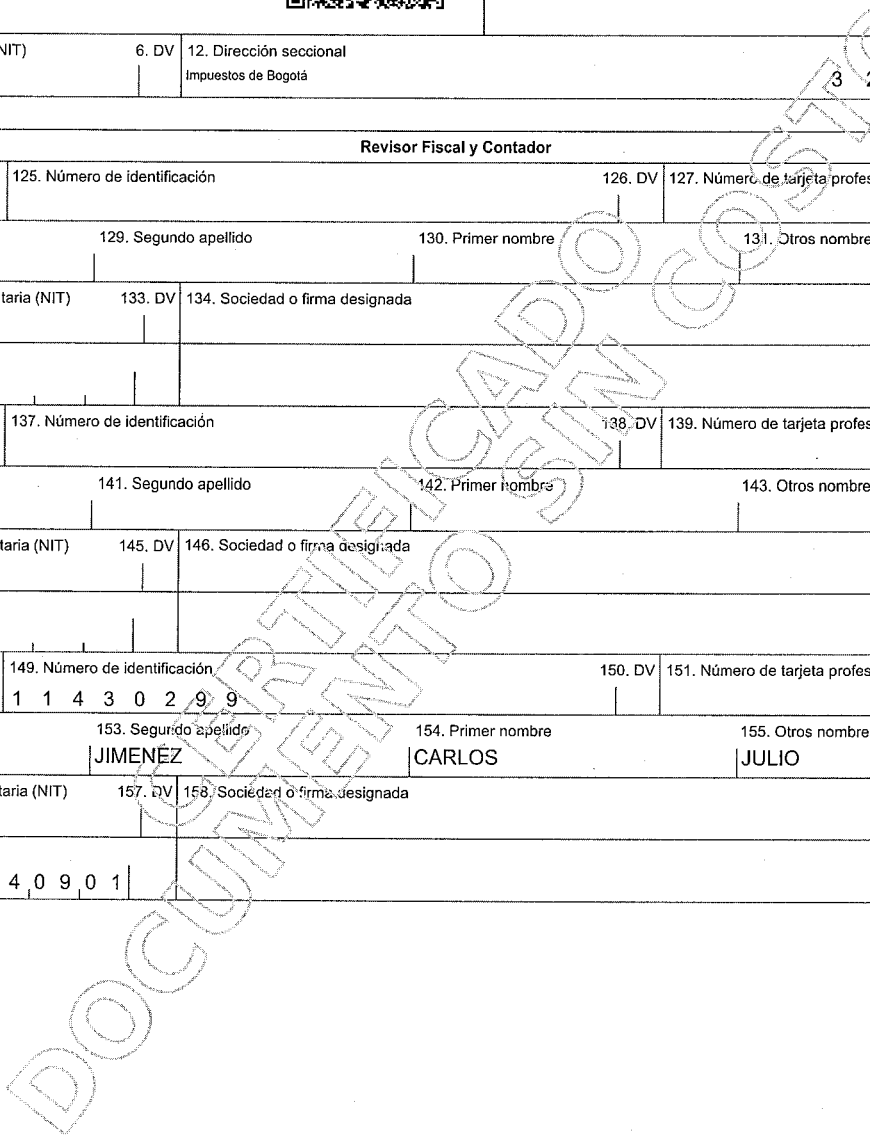 NIT)
6. DV
12. Dirección seccional
Impuestos de Bogotá
3
Revisor Fiscal y Contador
125. Número de identificación
126. DV
127. Número de tarjeta profes
129. Segundo apellido
130. Primer nombre
131. Otros nombre
taria (NIT)
133. DV
134. Sociedad o firma designada
137. Número de identificación
138. DV
139. Número de tarjeta profes
141. Segundo apellido
142. Primer nombre
143. Otros nombre
taria (NIT)
145. DV
146. Sociedad o firma designada
149. Número de identificación
150. DV
151. Número de tarjeta profes
1 1 4 3 0 2 9 9
153. Segundo apellido
154. Primer nombre
155. Otros nombre
JIMENEZ
CARLOS
JULIO
taria (NIT)
157. DV
158. Sociedad o firma designada
4 0 9 0 1
CERTIFICADO
DOCUMENTO SIN COSTO